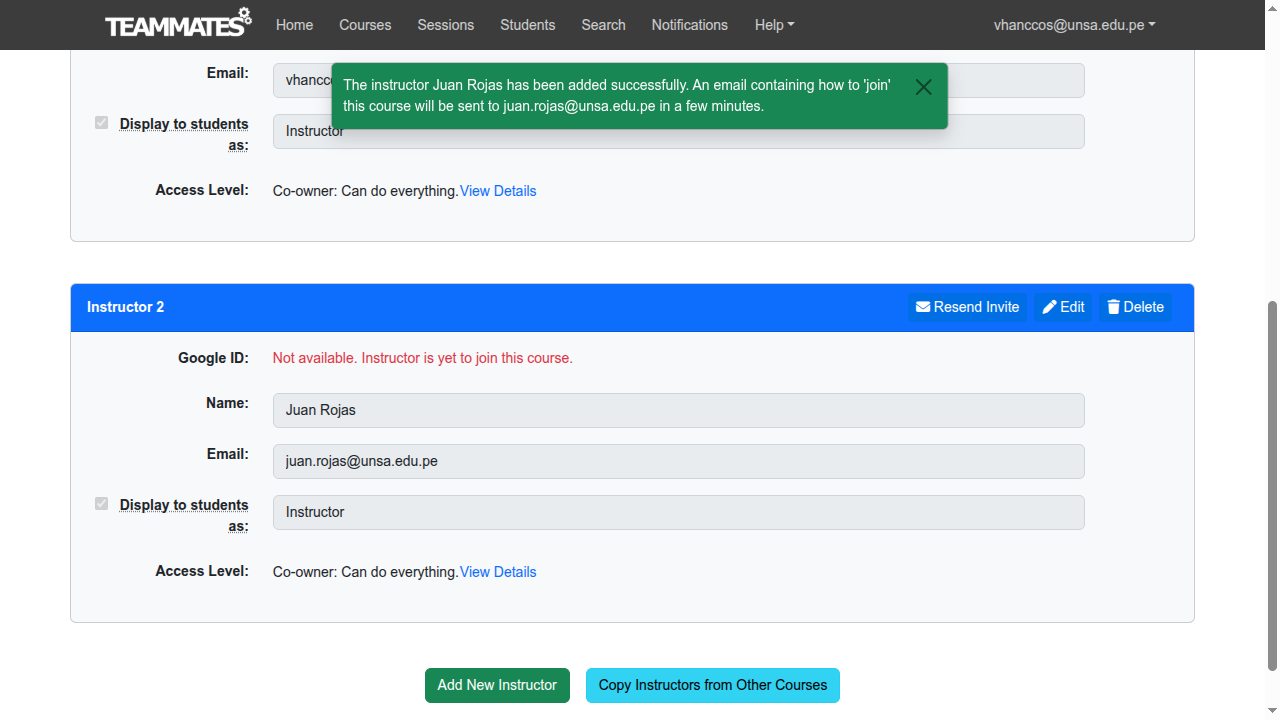 TEAMMATES Home Courses Sessions Students Search Notifications Help vhanccos@unsa.edu.pe
Email:
The instructor Juan Rojas has been added successfully. An email containing how to 'join'
this course will be sent to juan.rojas@unsa.edu.pe in a few minutes.
Display to students
as:
Instructor
Access Level: Co-owner: Can do everything.View Details
Instructor 2 Resend Invite Edit Delete
Google ID: Not available. Instructor is yet to join this course.
Name: Juan Rojas
Email: juan.rojas@unsa.edu.pe
Display to students
as:
Instructor
Access Level: Co-owner: Can do everything.View Details
Add New Instructor Copy Instructors from Other Courses